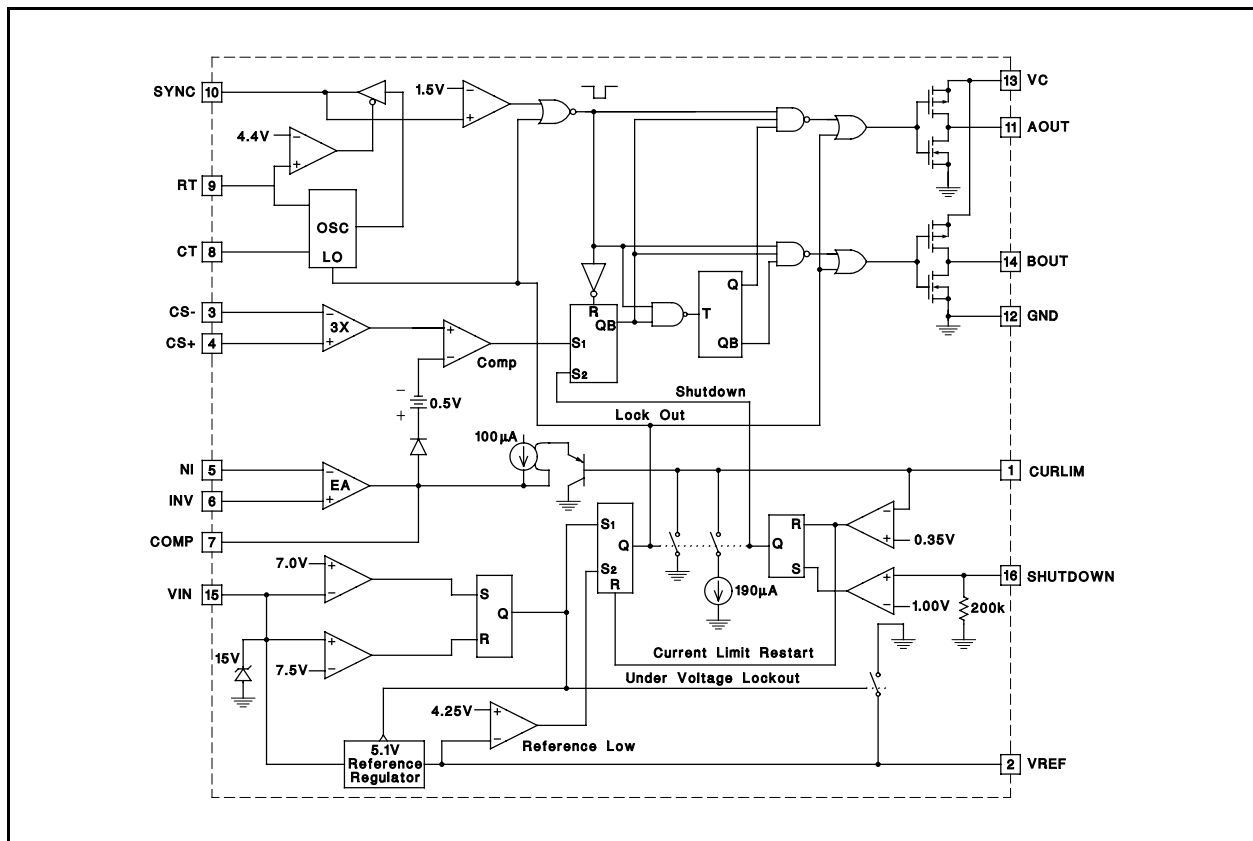 SYNC 10
1.5V
13 VC
4.4V
11 AOUT
RT 9
OSC
LO
CT 8
14 BOUT
CS- 3
3X
CS+ 4
Comp
R
S1
QB
S2
T
Q
QB
12 GND
0.5V
Shutdown
Lock Out
100µA
NI 5
EA
INV 6
COMP 7
1 CURLIM
S1
Q
S2
R
R
Q
S
0.35V
16 SHUTDOWN
1.00V
200k
190µA
7.0V
VIN 15
S
Q
R
15V
7.5V
Current Limit Restart
Under Voltage Lockout
4.25V
Reference Low
5.1V
Reference
Regulator
2 VREF